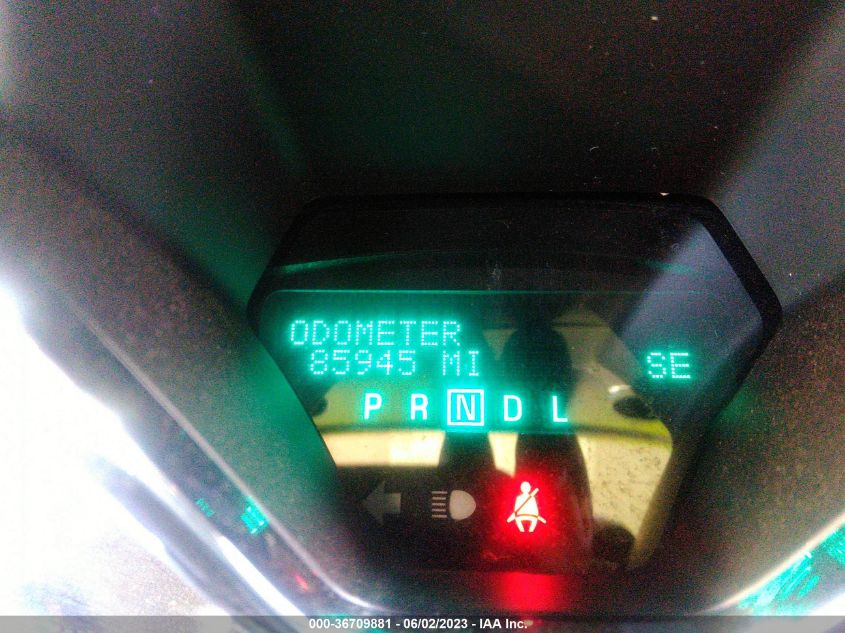 ODOMETER
85945 MI SE
P R N D L
000-36709881 - 06/02/2023 - IAA Inc.